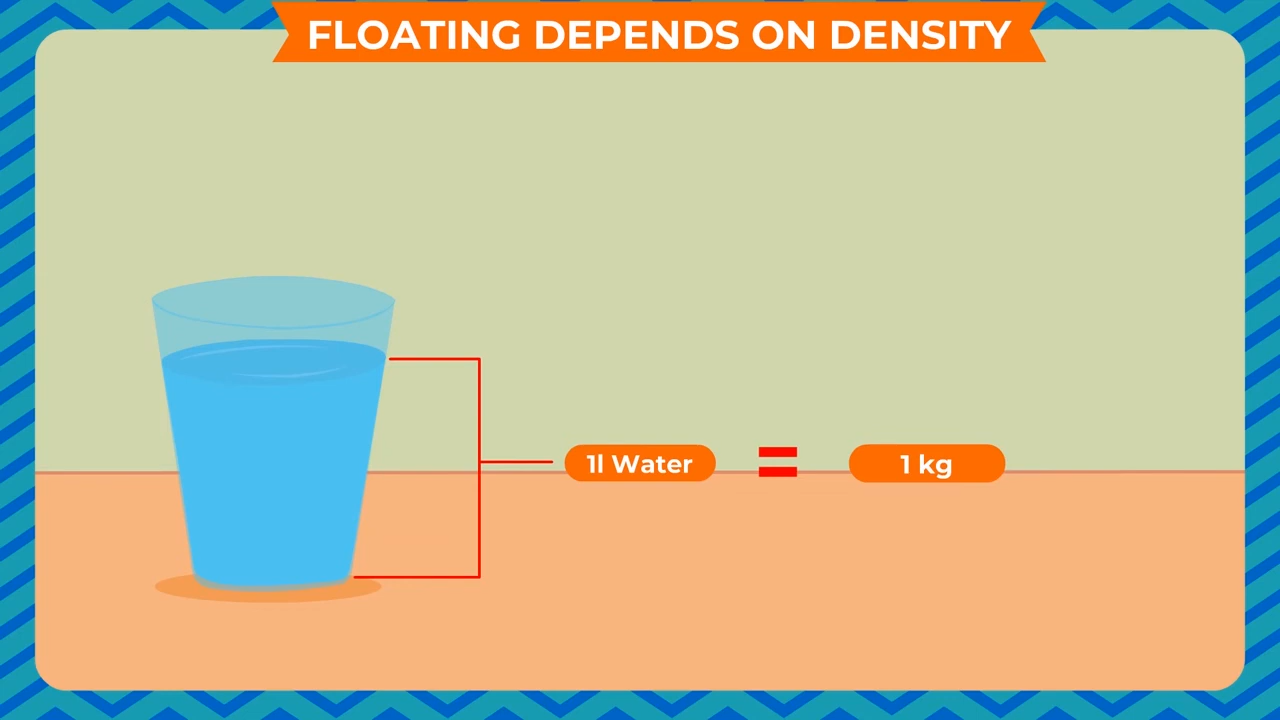 FLOATING DEPENDS ON DENSITY
1l Water = 1 kg